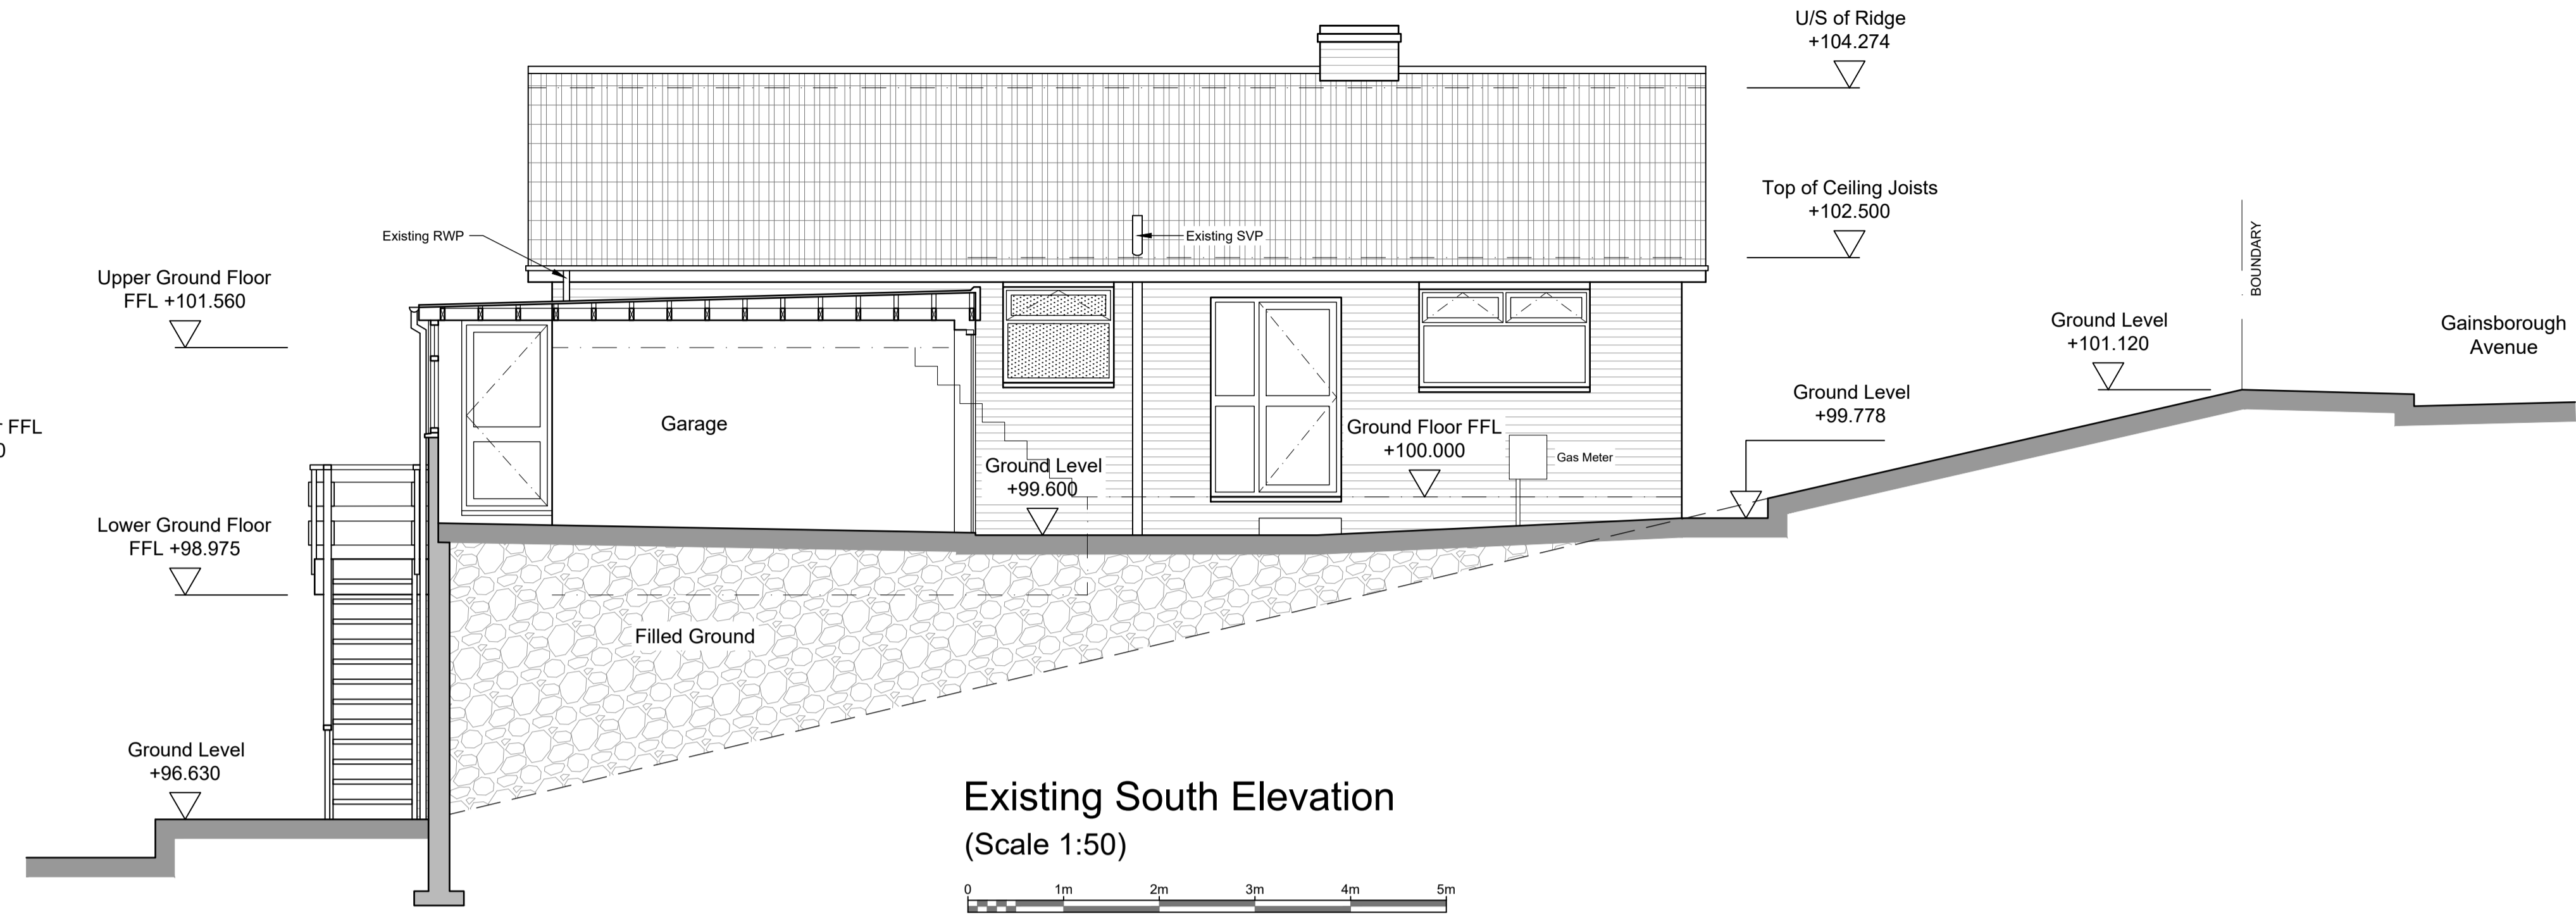 U/S of Ridge
+104.274
Top of Ceiling Joists
+102.500
BOUNDARY
Existing RWP
Existing SVP
Upper Ground Floor
FFL +101.560
Ground Level
+101.120
Gainsborough
Avenue
Ground Level
+99.778
Garage
Ground Floor FFL
+100.000
Gas Meter
Ground Level
+99.600
FFL
0
Lower Ground Floor
FFL +98.975
Filled Ground
Ground Level
+96.630
Existing South Elevation
(Scale 1:50)
0 1m 2m 3m 4m 5m